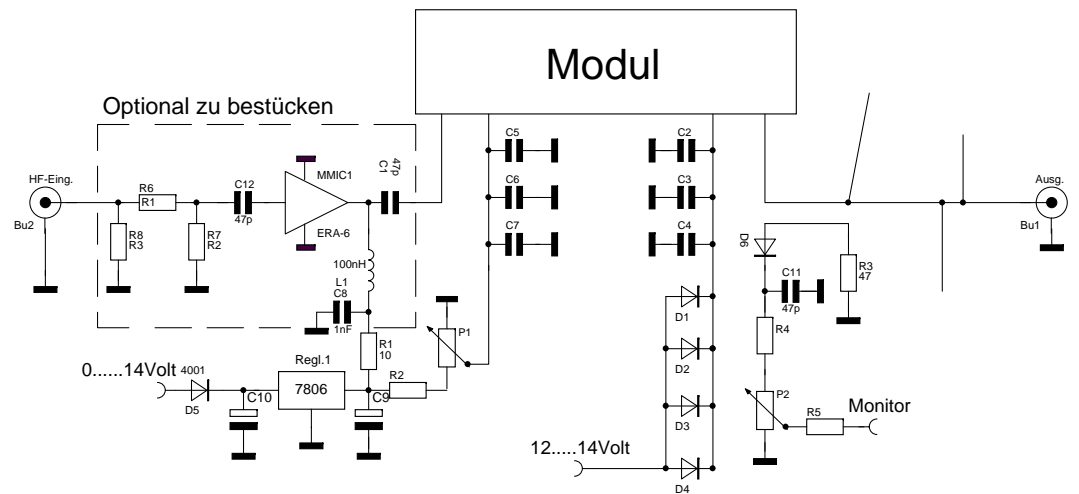 Modul
Optional zu bestücken
C5
C2
47p
C1
MMIC1
HF-Eing.
R6
C12
C6
C3
Ausg.
R1
47p
Bu2
R8
R3
R7
R2
ERA-6
C7
C4
Bu1
D6
100nH
L1
R3
47
C11
47p
C8
1nF
D1
P1
R4
R1
10
Regl.1
D2
0......14Volt
4001
R2
7806
P2
D5
C10
C9
D3
R5
Monitor
12.....14Volt
D4